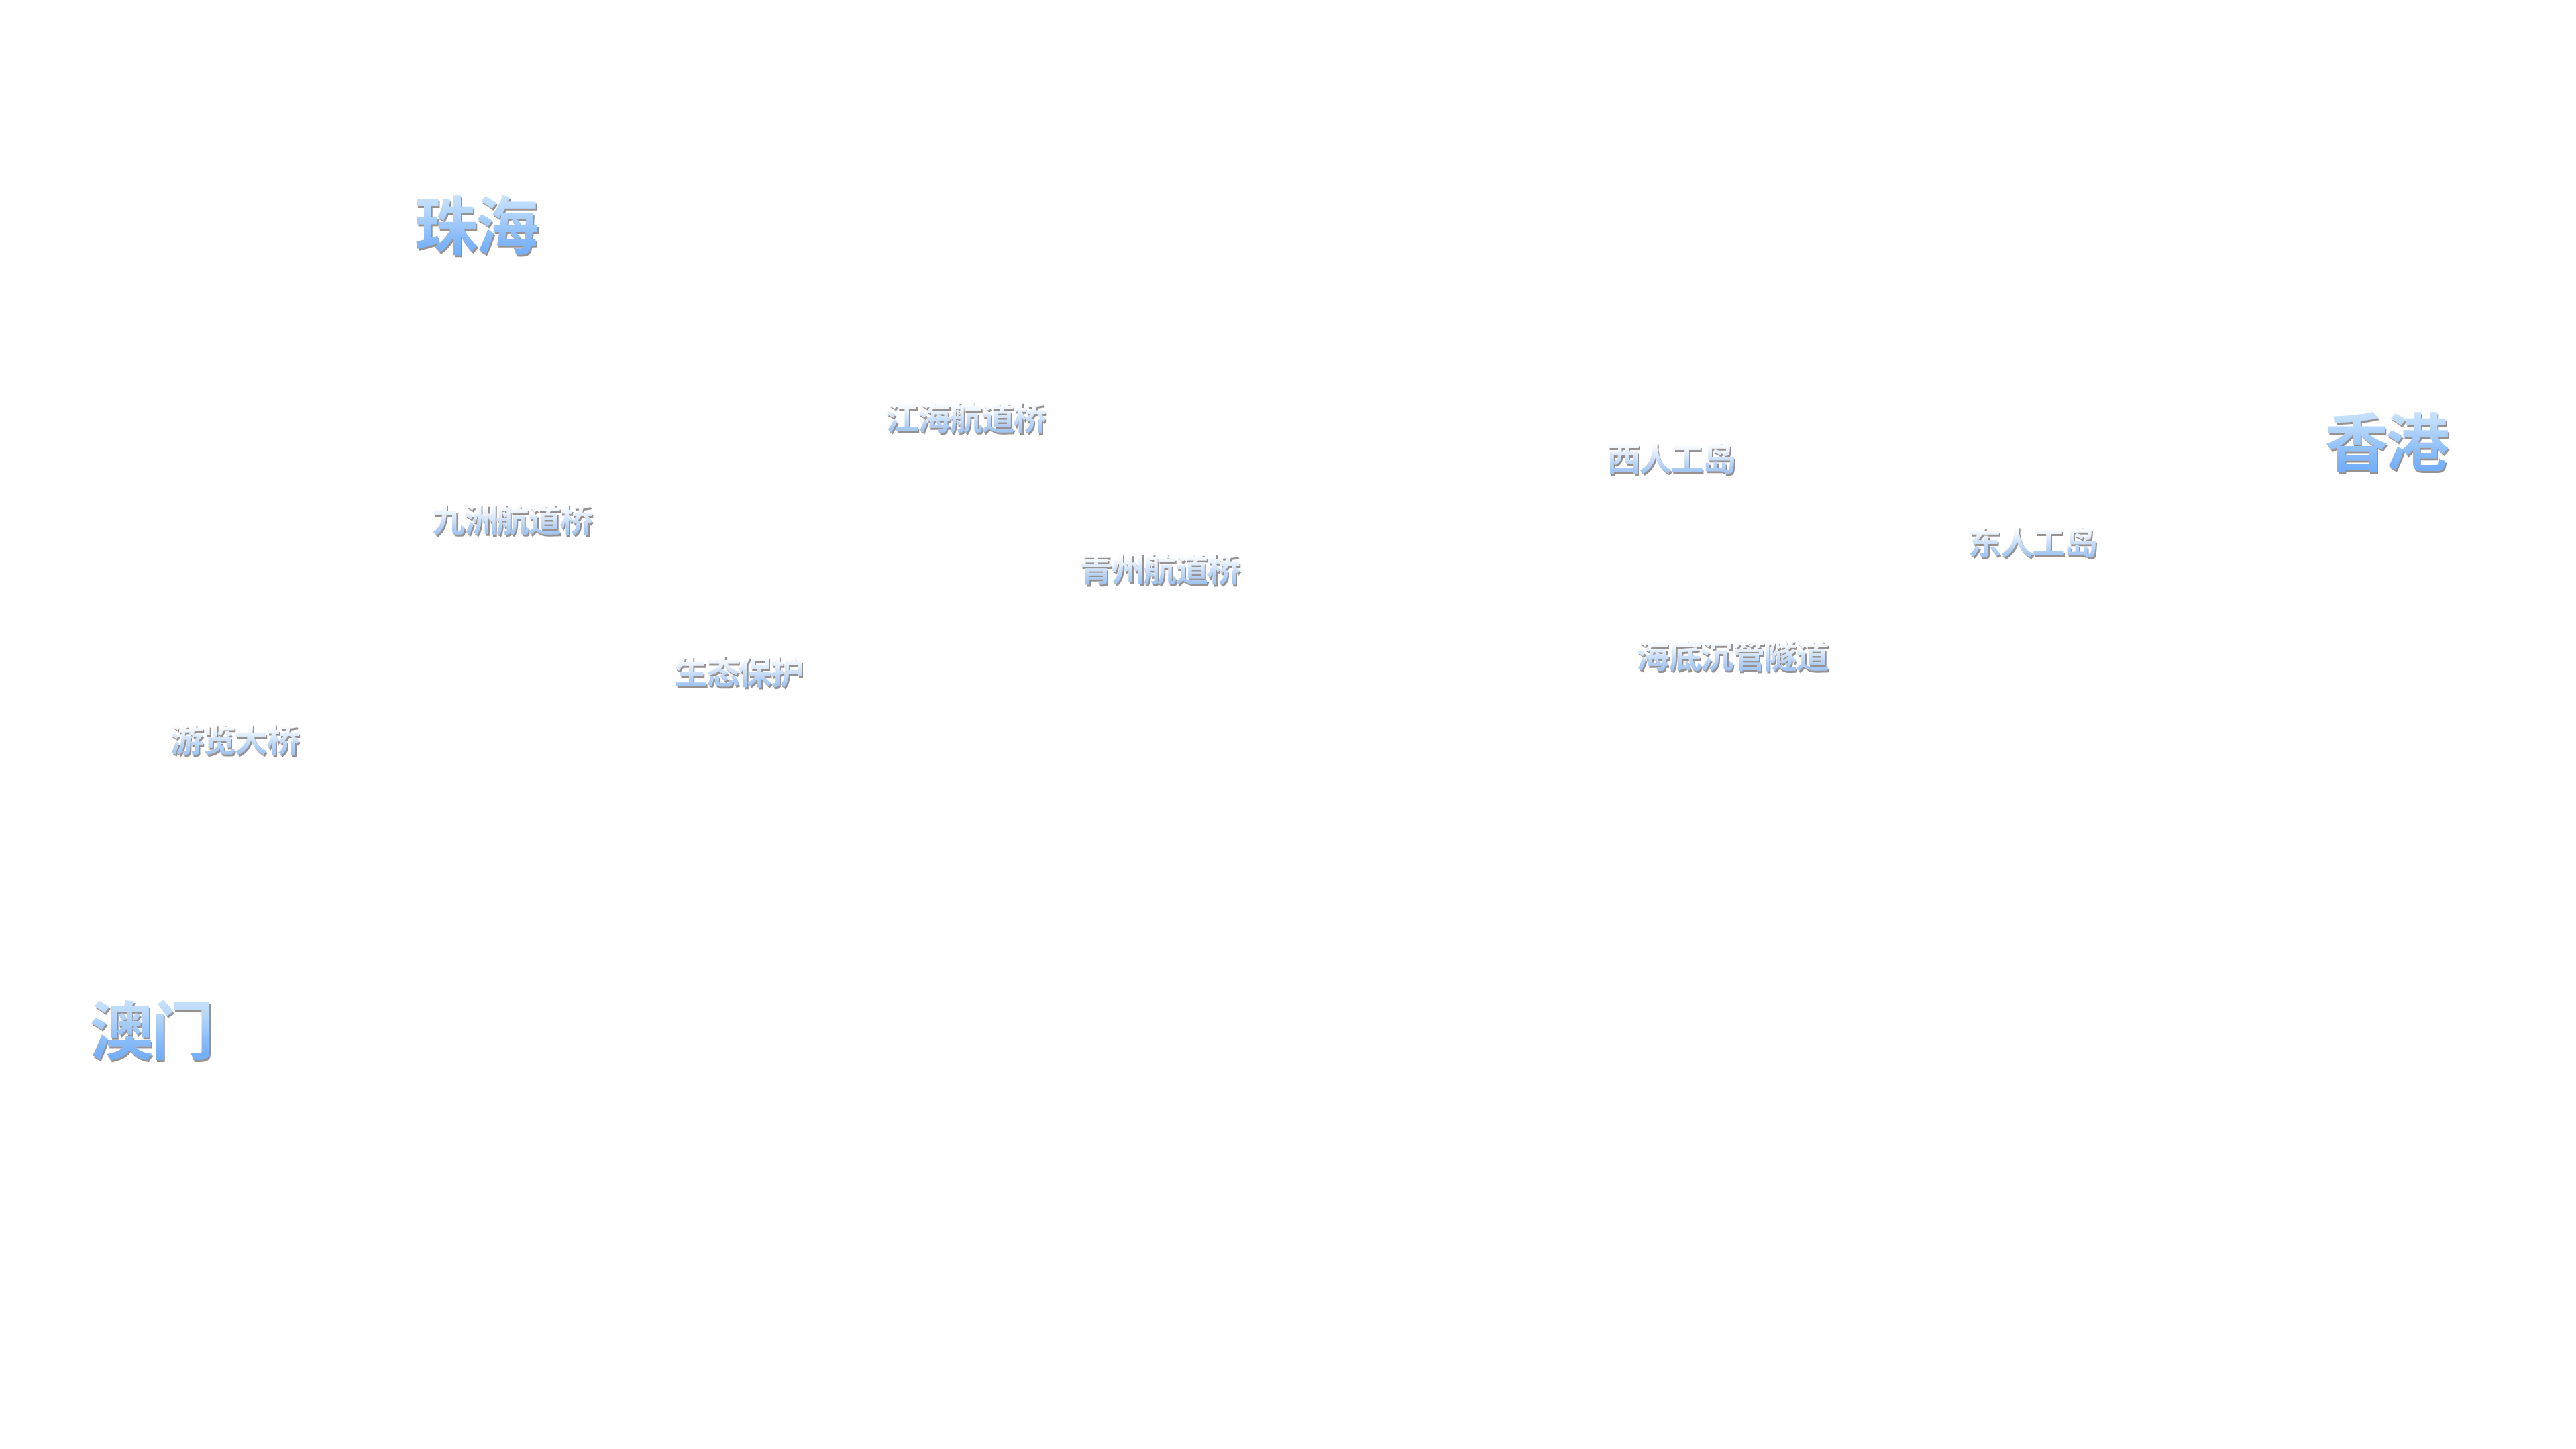 珠海
江海航道桥
香港
西人工岛
九洲航道桥
东人工岛
青州航道桥
海底沉管隧道
生态保护
游览大桥
澳门